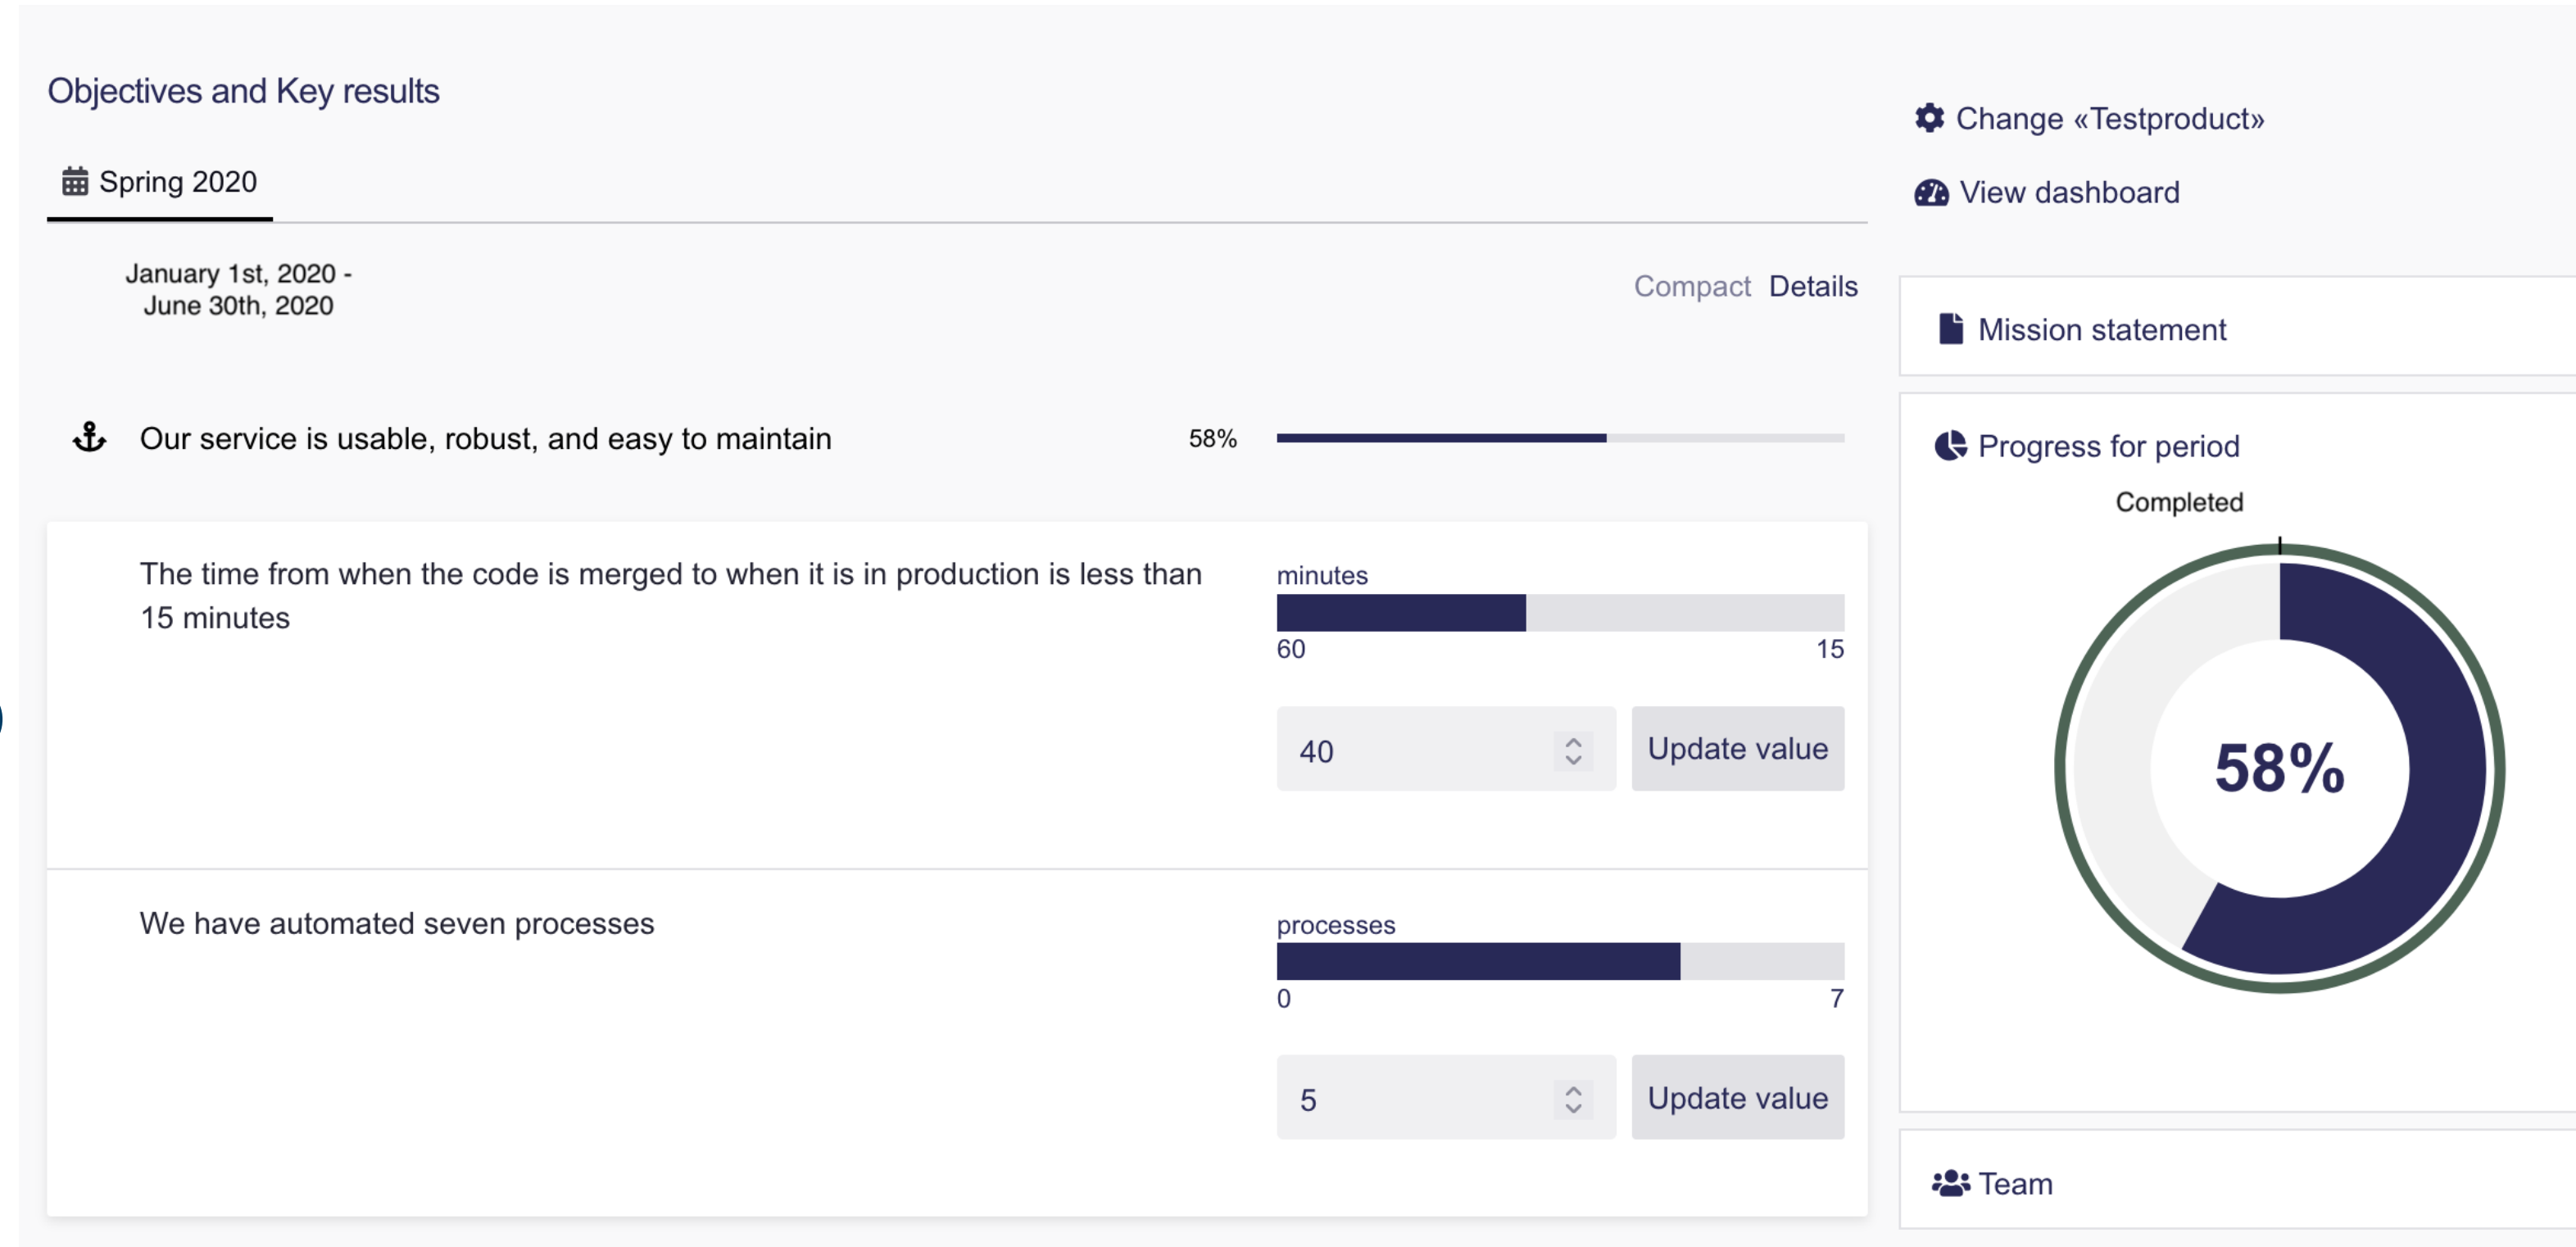 Objectives and Key results
Spring 2020
January 1st, 2020 -
June 30th, 2020
Compact Details
Our service is usable, robust, and easy to maintain
58%
The time from when the code is merged to when it is in production is less than
15 minutes
minutes
60 15
40
Update value
We have automated seven processes
processes
0 7
5
Update value
Change «Testproduct»
View dashboard
Mission statement
Progress for period
Completed
58%
Team